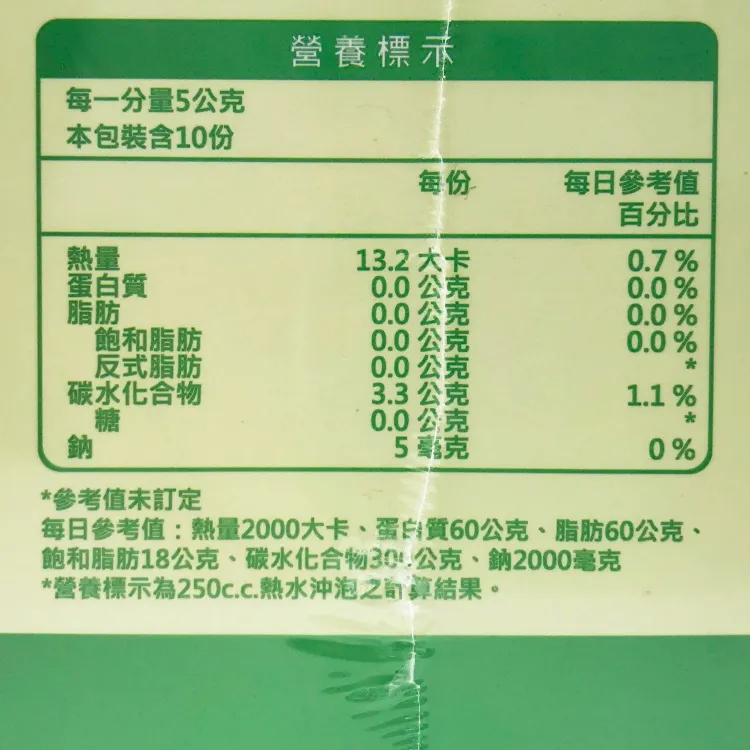 營養標示
每一分量5公克
本包裝含10份
每份 每日參考值
百分比
熱量 13.2 大卡 0.7 %
蛋白質 0.0 公克 0.0 %
脂肪 0.0 公克 0.0 %
飽和脂肪 0.0 公克 0.0 %
反式脂肪 0.0 公克 *
碳水化合物 3.3 公克 1.1 %
糖 0.0 公克 *
鈉 5 毫克 0 %
*參考值未訂定
每日參考值：熱量2000大卡、蛋白質60公克、脂肪60公克、
飽和脂肪18公克、碳水化合物300公克、鈉2000毫克
*營養標示為250c.c.熱水沖泡之計算結果。